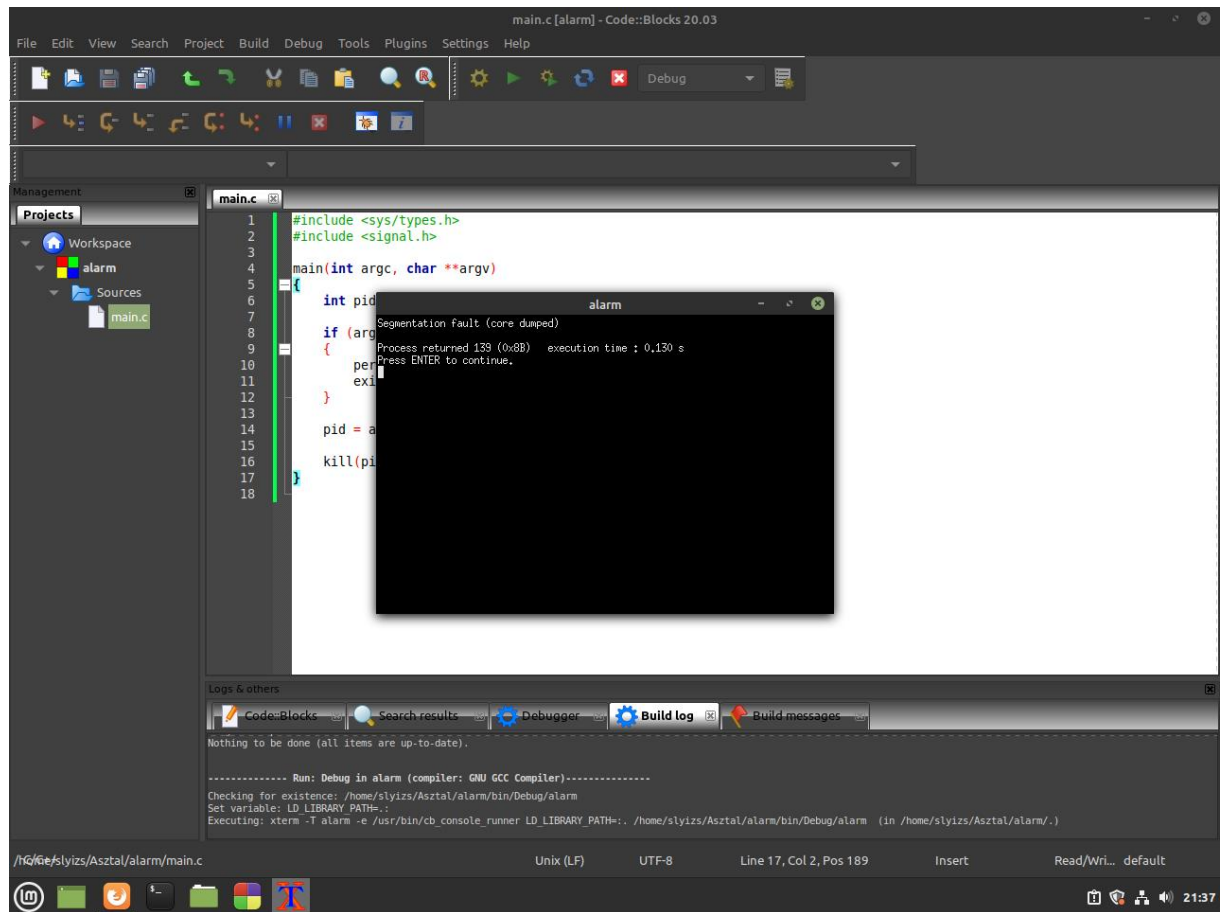 main.c [alarm] - Code::Blocks 20.03
File Edit View Search Project Build Debug Tools Plugins Settings Help
Debug
Management
Projects
Workspace
alarm
Sources
main.c
main.c
1 #include <sys/types.h>
2 #include <signal.h>
3
4 main(int argc, char **argv)
5 {
6 int pid
7
8 if (arg
9 {
10 per
11 exi
12 }
13
14 pid = a
15
16 kill(pi
17 }
18
alarm
Segmentation fault (core dumped)
Process returned 139 (0x8B) execution time : 0.130 s
Press ENTER to continue.
Logs & others
Code::Blocks Search results Debugger Build log Build messages
Nothing to be done (all items are up-to-date).
-------------- Run: Debug in alarm (compiler: GNU GCC Compiler)---------------
Checking for existence: /home/slyizs/Asztal/alarm/bin/Debug/alarm
Set variable: LD_LIBRARY_PATH=.:
Executing: xterm -T alarm -e /usr/bin/cb_console_runner LD_LIBRARY_PATH=:. /home/slyizs/Asztal/alarm/bin/Debug/alarm (in /home/slyizs/Asztal/alarm/.)
/home/slyizs/Asztal/alarm/main.c Unix (LF) UTF-8 Line 17, Col 2, Pos 189 Insert Read/Wri... default
21:37